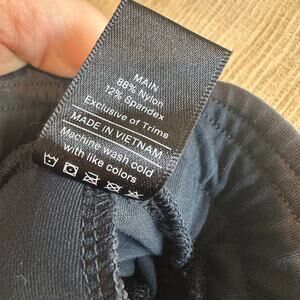 MAIN
88% Nylon
12% Spandex
Exclusive of Trims
MADE IN VIETNAM
Machine wash cold
with like colors